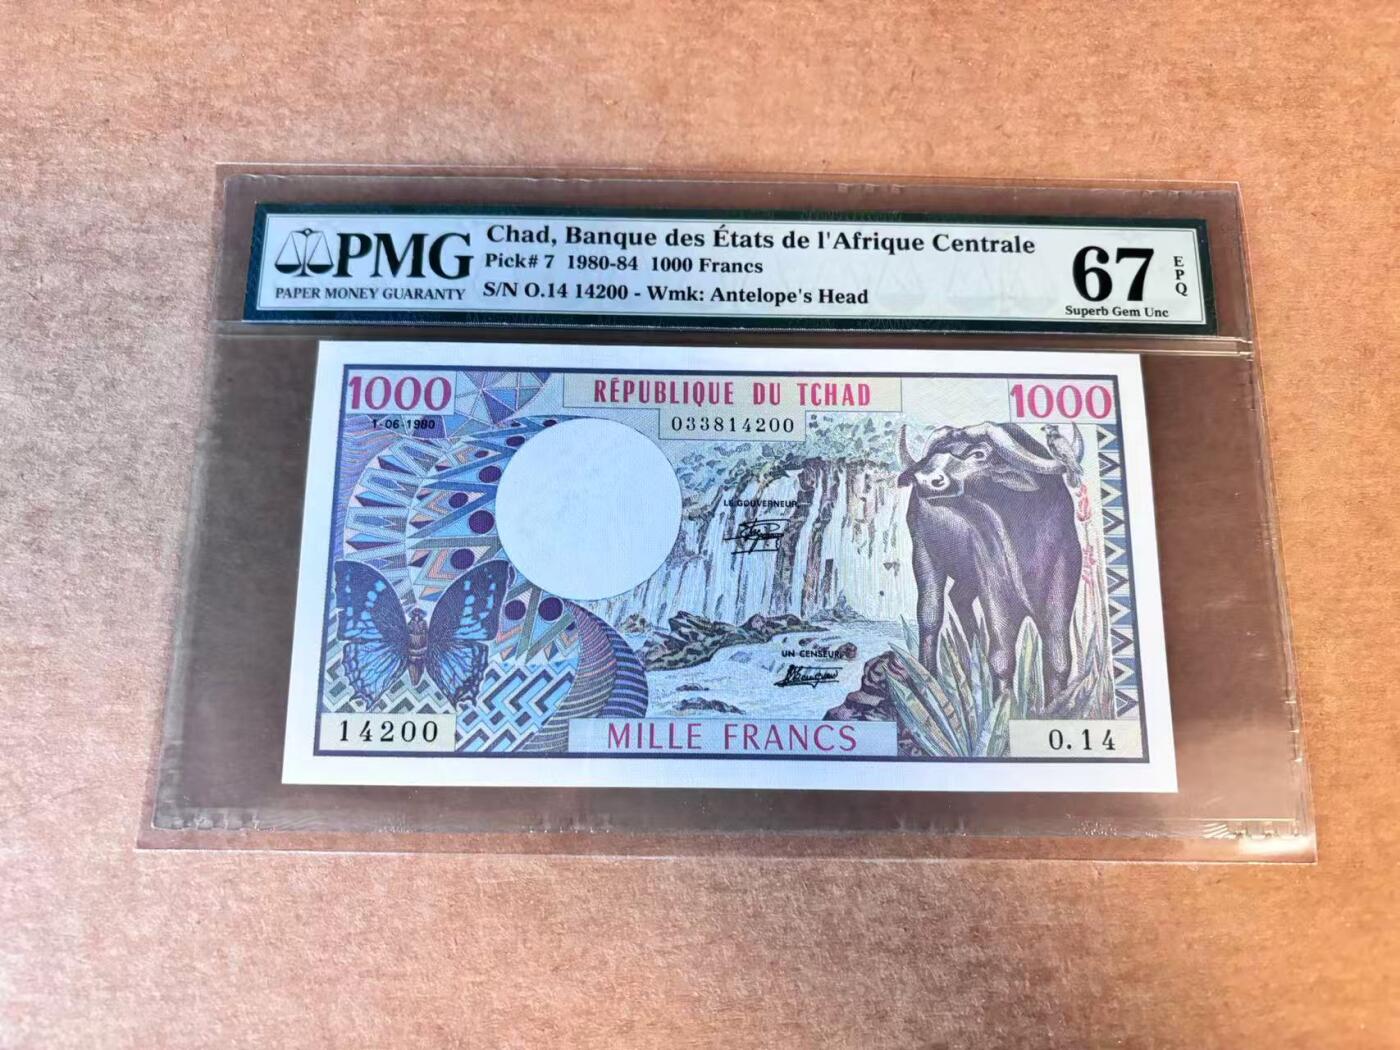 PMG
PAPER MONEY GUARANTY
Chad, Banque des États de l'Afrique Centrale
Pick# 7 1980-84 1000 Francs
S/N O.14 14200 - Wmk: Antelope's Head
67
EPQ
Superb Gem Unc
1000
RÉPUBLIQUE DU TCHAD
1000
1-06-1980
033814200
LE GOUVERNEUR,
UN CENSEUR,
14200
MILLE FRANCS
O.14